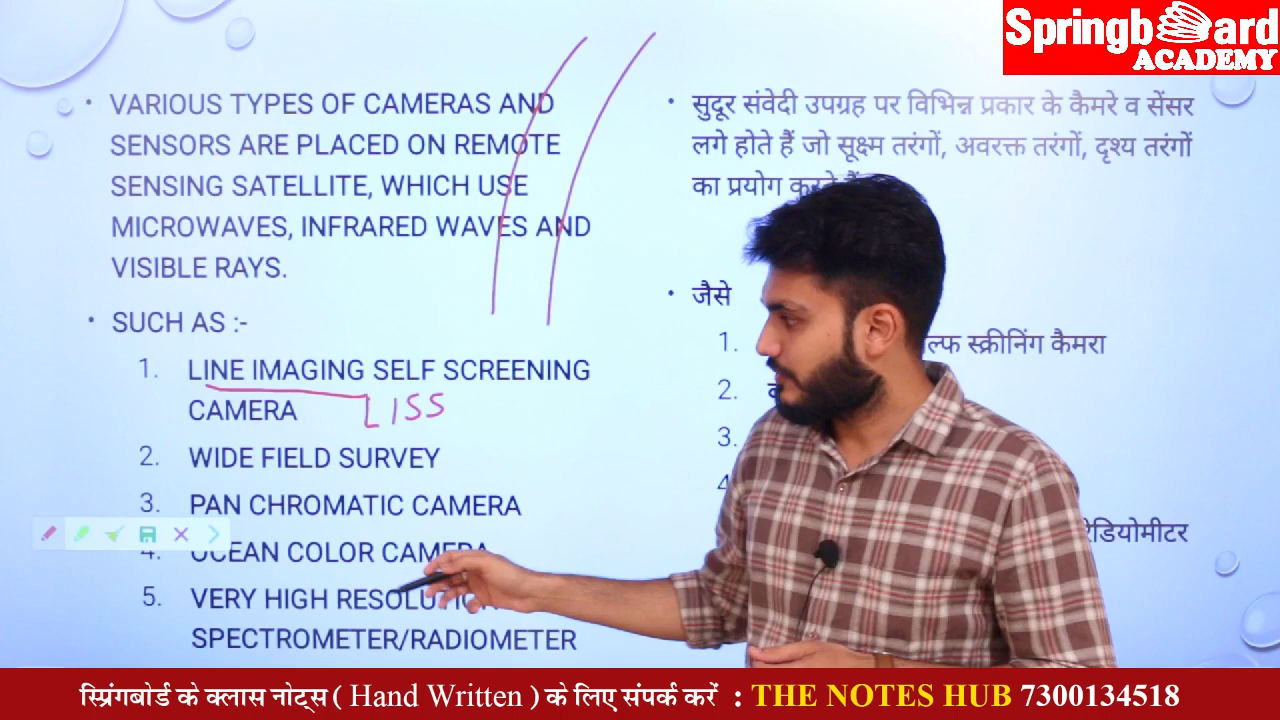 Springboard
ACADEMY
• VARIOUS TYPES OF CAMERAS AND
SENSORS ARE PLACED ON REMOTE
SENSING SATELLITE, WHICH USE
MICROWAVES, INFRARED WAVES AND
VISIBLE RAYS.
• SUCH AS :-
1. LINE IMAGING SELF SCREENING
CAMERA
LISS
2. WIDE FIELD SURVEY
3. PAN CHROMATIC CAMERA
4. OCEAN COLOR CAMERA
5. VERY HIGH RESOLUTION
SPECTROMETER/RADIOMETER
• सुदूर संवेदी उपग्रह पर विभिन्न प्रकार के कैमरे व सेंसर
लगे होते हैं जो सूक्ष्म तरंगों, अवरक्त तरंगों, दृश्य तरंगों
का प्रयोग करते हैं
• जैसे
1. स्क्रीनिंग कैमरा
2.
3.
4
रेडियोमीटर
स्प्रिंगबोर्ड के क्लास नोट्स ( Hand Written ) के लिए संपर्क करें : THE NOTES HUB 7300134518